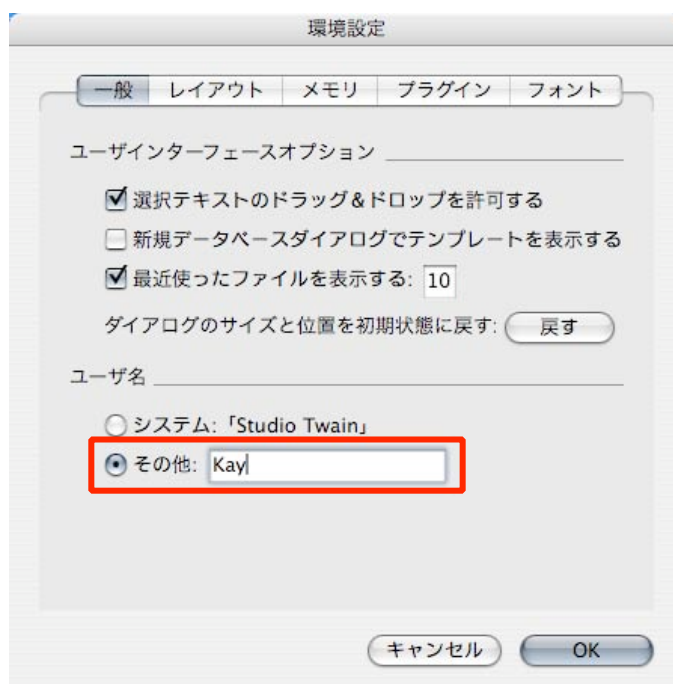 環境設定
一般 レイアウト メモリ プラグイン フォント
ユーザインターフェースオプション
選択テキストのドラッグ&ドロップを許可する
新規データベースダイアログでテンプレートを表示する
最近使ったファイルを表示する: 10
ダイアログのサイズと位置を初期状態に戻す: 戻す
ユーザ名
システム:「Studio Twain」
その他: Kay
キャンセル OK